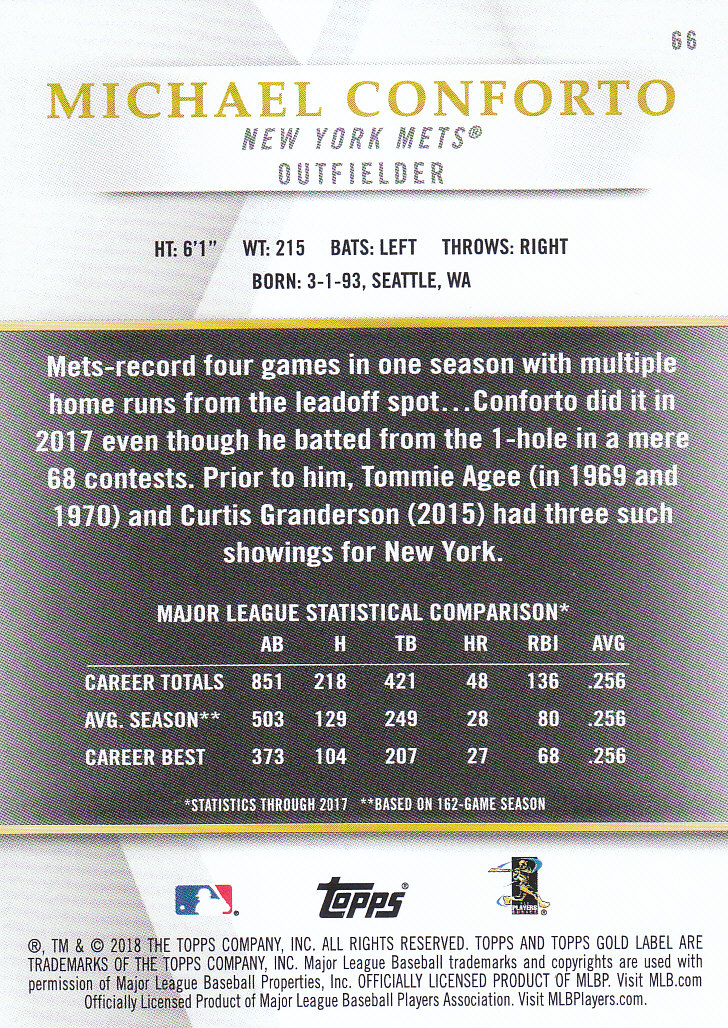 66
MICHAEL CONFORTO
NEW YORK METS®
OUTFIELDER
HT: 6'1" WT: 215 BATS: LEFT THROWS: RIGHT
BORN: 3-1-93, SEATTLE, WA
Mets-record four games in one season with multiple
home runs from the leadoff spot...Conforto did it in
2017 even though he batted from the 1-hole in a mere
68 contests. Prior to him, Tommie Agee (in 1969 and
1970) and Curtis Granderson (2015) had three such
showings for New York.
MAJOR LEAGUE STATISTICAL COMPARISON*
AB H TB HR RBI AVG
CAREER TOTALS 851 218 421 48 136 .256
AVG. SEASON** 503 129 249 28 80 .256
CAREER BEST 373 104 207 27 68 .256
*STATISTICS THROUGH 2017 **BASED ON 162-GAME SEASON
topps®
PLAYERS
®, TM & © 2018 THE TOPPS COMPANY, INC. ALL RIGHTS RESERVED. TOPPS AND TOPPS GOLD LABEL ARE
TRADEMARKS OF THE TOPPS COMPANY, INC. Major League Baseball trademarks and copyrights are used with
permission of Major League Baseball Properties, Inc. OFFICIALLY LICENSED PRODUCT OF MLBP. Visit MLB.com
Officially Licensed Product of Major League Baseball Players Association. Visit MLBPlayers.com.